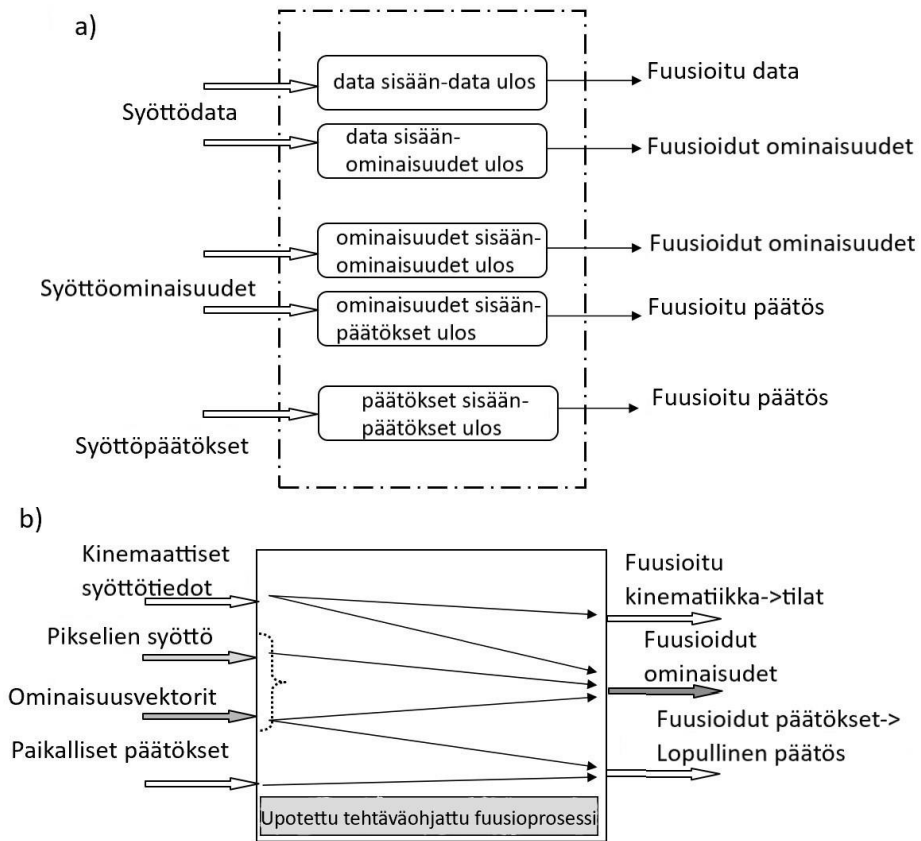 a)
data sisään-data ulos
Fuusioitu data
Syöttödata
data sisään-
ominaisuudet ulos
Fuusioidut ominaisuudet
ominaisuudet sisään-
ominaisuudet ulos
Fuusioidut ominaisuudet
Syöttöominaisuudet
ominaisuudet sisään-
päätökset ulos
Fuusioitu päätös
päätökset sisään-
päätökset ulos
Fuusioitu päätös
Syöttöpäätökset
b)
Kinemaattiset
syöttötiedot
Pikselien syöttö
Ominaisuusvektorit
Paikalliset päätökset
Fuusioitu
kinematiikka->tilat
Fuusioidut
ominaisudet
Fuusioidut päätökset->
Lopullinen päätös
Upotettu tehtäväohjattu fuusioprosessi